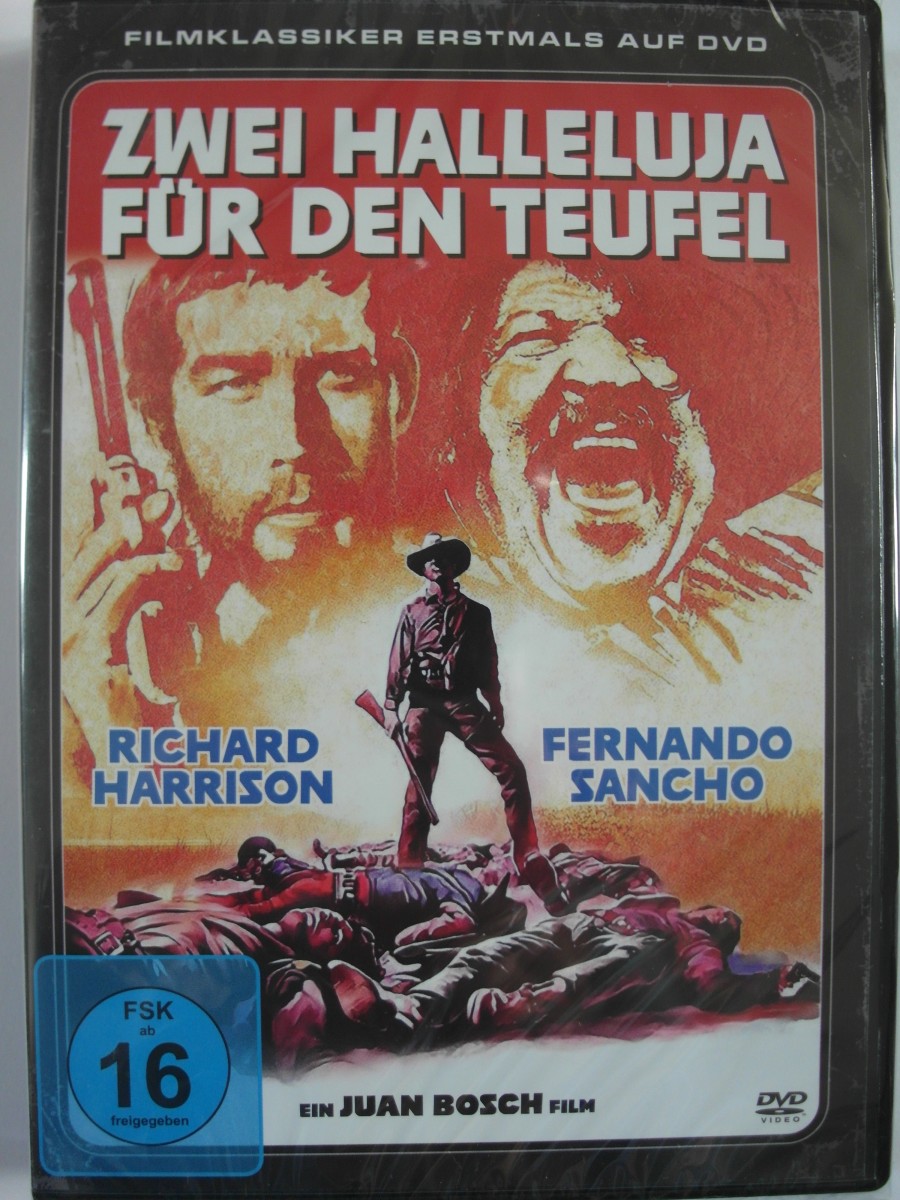 FILMKLASSIKER ERSTMALS AUF DVD
ZWEI HALLELUJA
FÜR DEN TEUFEL
RICHARD
HARRISON
FERNANDO
SANCHO
FSK
ab
16
freigegeben
EIN JUAN BOSCH FILM
DVD
VIDEO